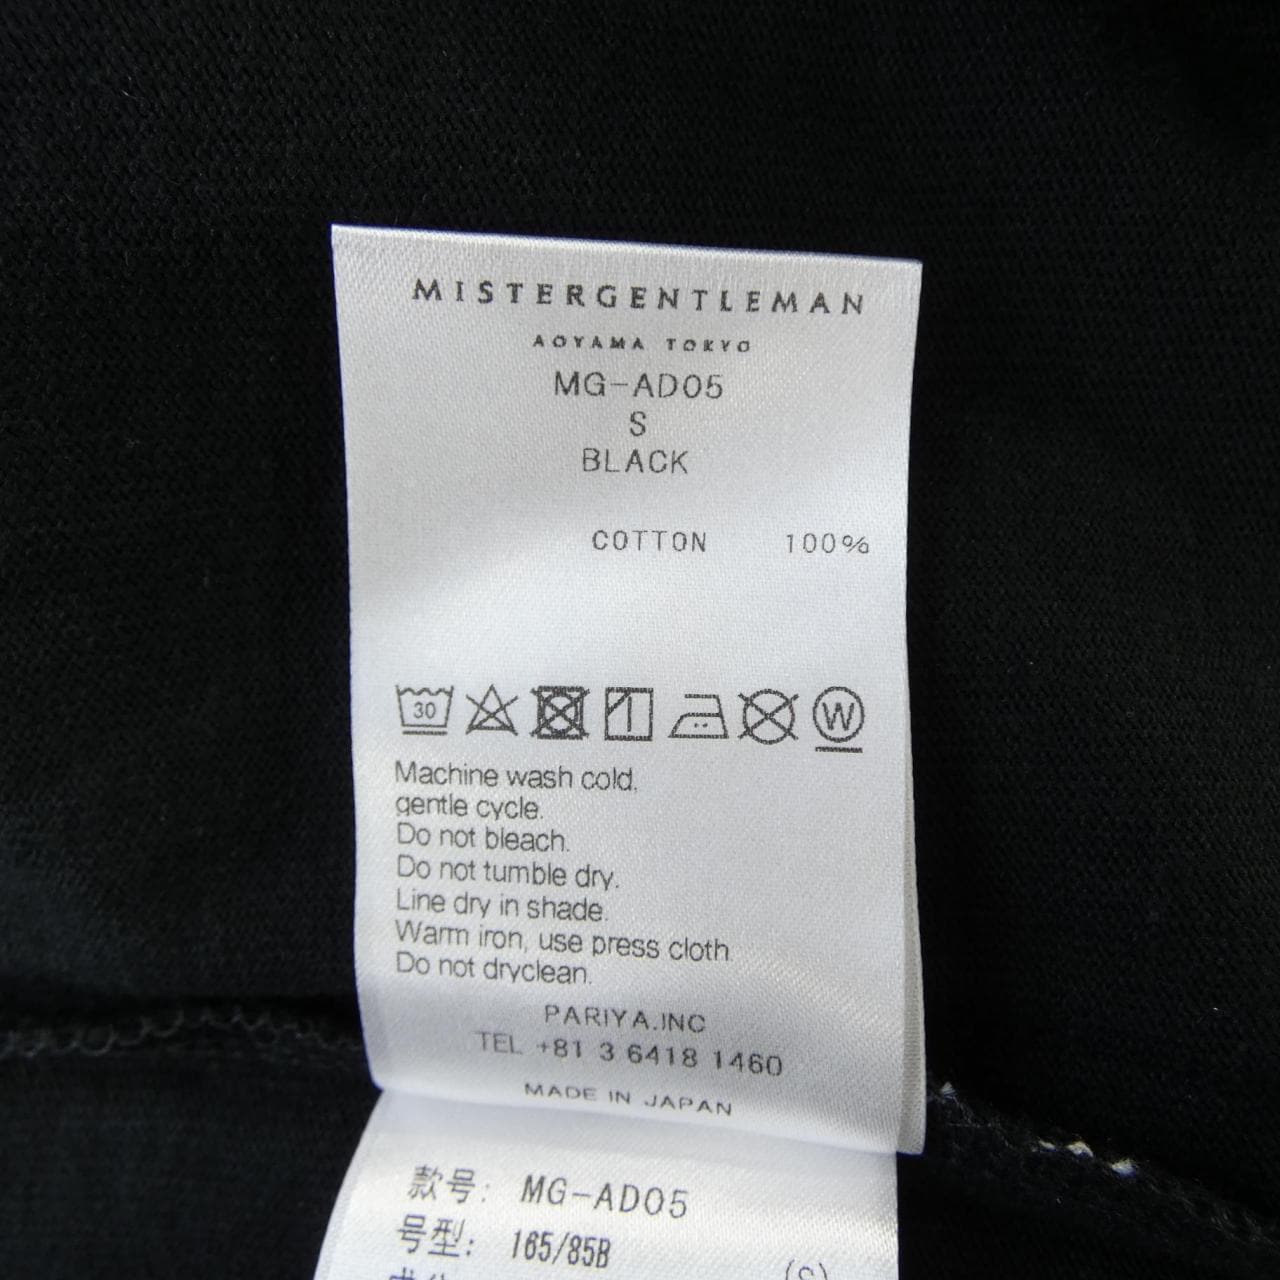 MISTERGENTLEMAN
AOYAMA TOKYO
MG-AD05
S
BLACK
COTTON 100%
30
W
Machine wash cold.
gentle cycle.
Do not bleach.
Do not tumble dry.
Line dry in shade.
Warm iron, use press cloth
Do not dryclean.
PARIYA.INC
TEL +81 3 6418 1460
MADE IN JAPAN
款号: MG-AD05
号型: 165/85B
(S)